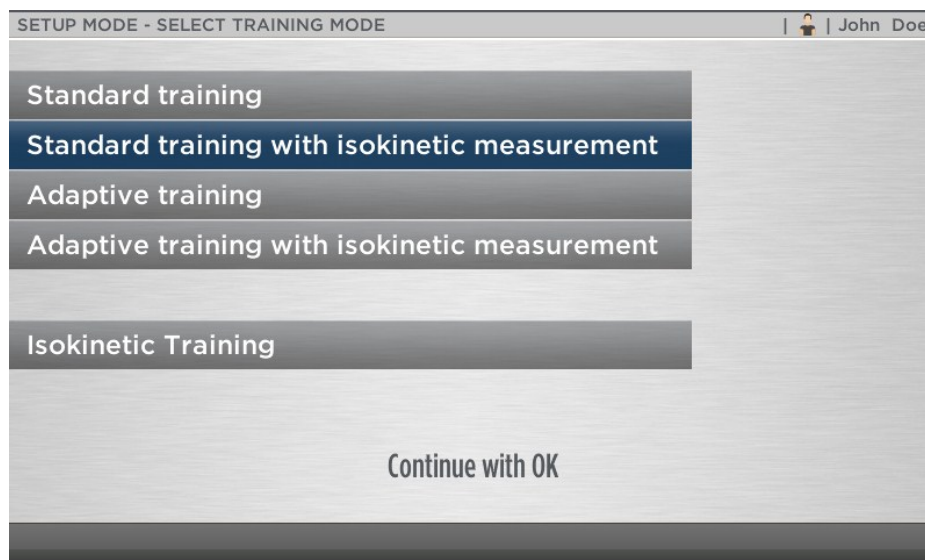 SETUP MODE - SELECT TRAINING MODE | | John Doe
Standard training
Standard training with isokinetic measurement
Adaptive training
Adaptive training with isokinetic measurement
Isokinetic Training
Continue with OK